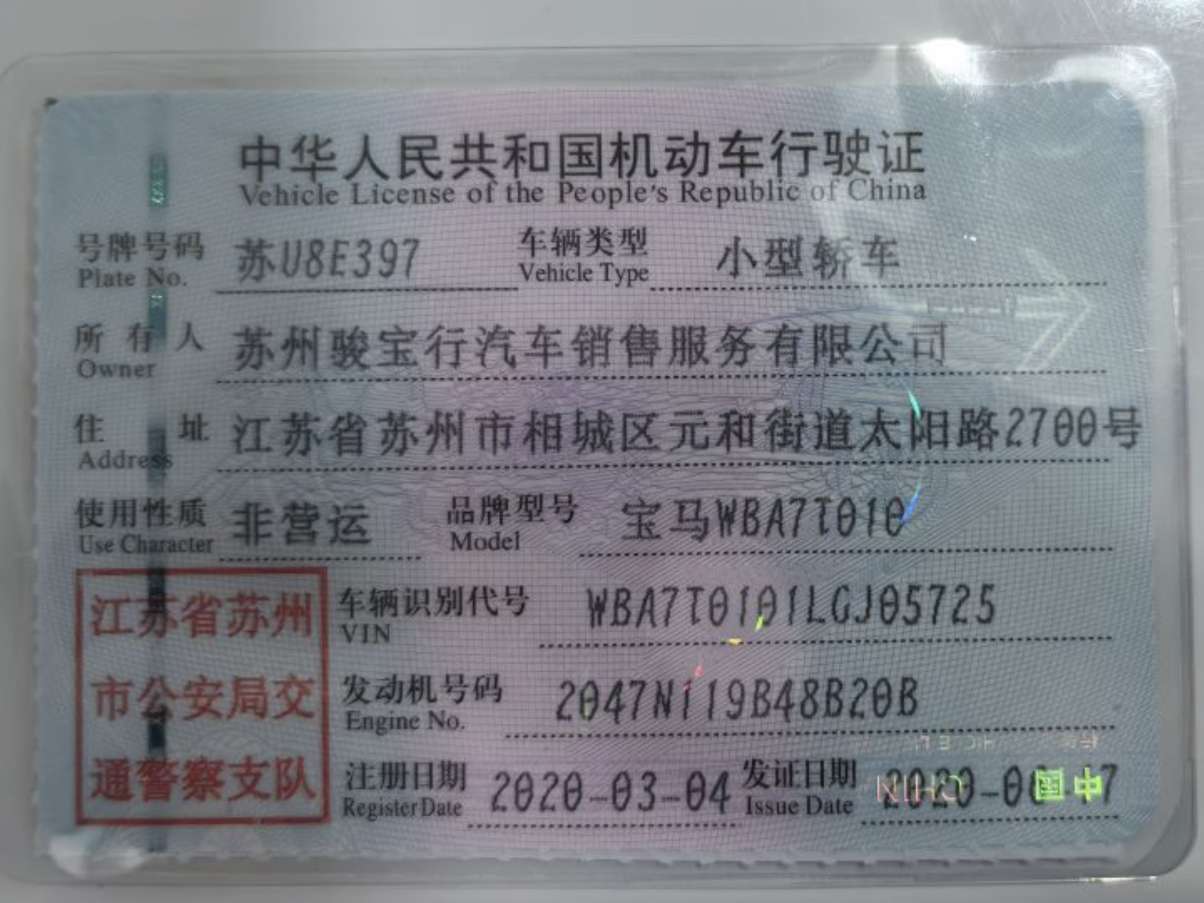 中华人民共和国机动车行驶证
Vehicle License of the People's Republic of China
号牌号码 苏U8E397 车辆类型 小型轿车
Plate No. Vehicle Type
所有人 苏州骏宝行汽车销售服务有限公司
Owner
住址 江苏省苏州市相城区元和街道太阳路2700号
Address
使用性质 非营运 品牌型号 宝马WBA7T010
Use Character Model
江苏省苏州
市公安局交
通警察支队
车辆识别代号 WBA7T0101LGJ05725
VIN
发动机号码 2047N119B48B20B
Engine No.
注册日期 2020-03-04 发证日期
Register Date Issue Date
中国